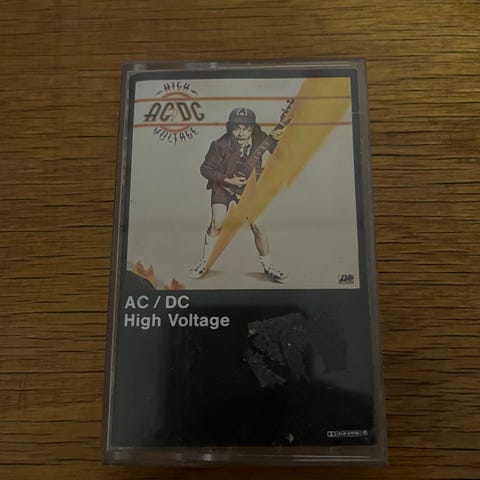 HIGH
AC/DC
VOLTAGE
AC / DC
High Voltage